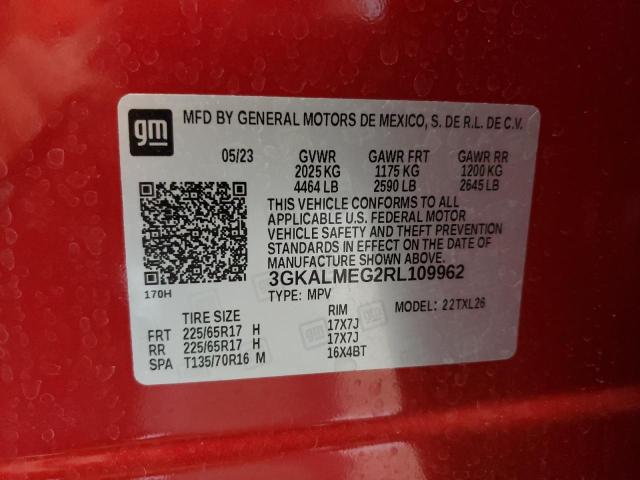 gm
MFD BY GENERAL MOTORS DE MEXICO, S. DE R.L. DE C.V.
05/23 GVWR GAWR FRT GAWR RR
2025 KG 1175 KG 1200 KG
4464 LB 2590 LB 2645 LB
THIS VEHICLE CONFORMS TO ALL
APPLICABLE U.S. FEDERAL MOTOR
VEHICLE SAFETY AND THEFT PREVENTION
STANDARDS IN EFFECT ON THE DATE OF
MANUFACTURE SHOWN ABOVE.
3GKALMEG2RL109962
170H
TYPE: MPV MODEL: 22TXL26
TIRE SIZE RIM
FRT 225/65R17 H 17X7J
RR 225/65R17 H 17X7J
SPA T135/70R16 M 16X4BT